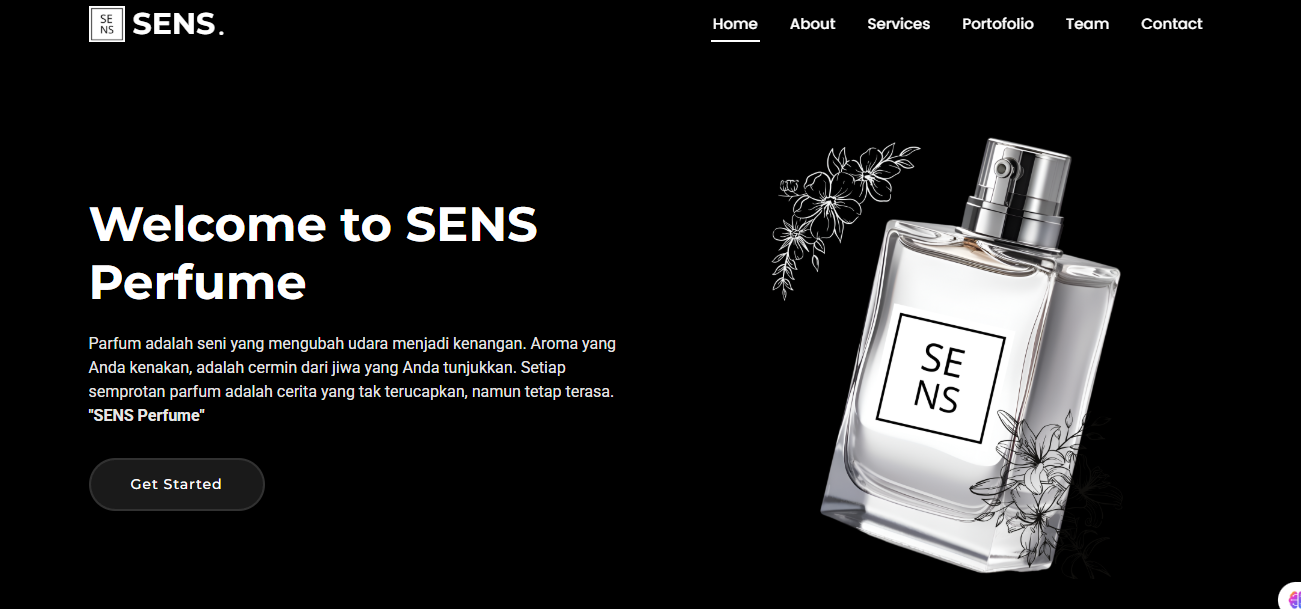 SE
NS
SENS.
Home About Services Portofolio Team Contact
Welcome to SENS
Perfume
Parfum adalah seni yang mengubah udara menjadi kenangan. Aroma yang
Anda kenakan, adalah cermin dari jiwa yang Anda tunjukkan. Setiap
semprotan parfum adalah cerita yang tak terucapkan, namun tetap terasa.
"SENS Perfume"
Get Started
SE
NS